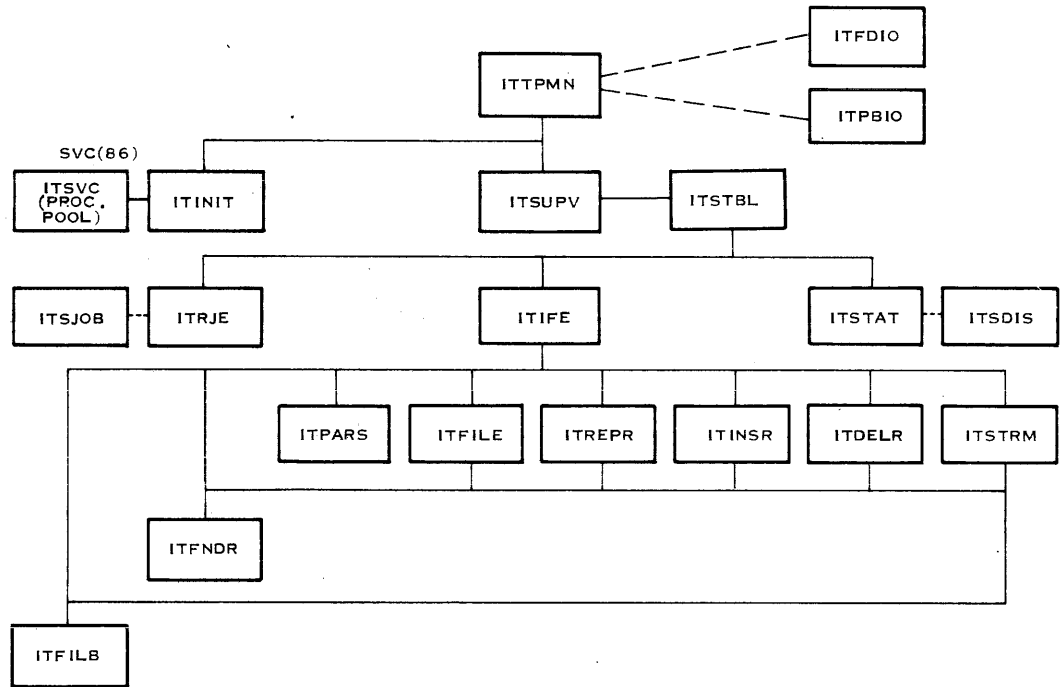 ITFDIO
ITTPMN
ITPBIO
SVC(86)
ITSVC
(PROC.
POOL)
ITINIT
ITSUPV
ITSTBL
ITSJOB
ITRJE
ITIFE
ITSTAT
ITSDIS
ITPARS
ITFILE
ITREPR
ITINSR
ITDELR
ITSTRM
ITFNDR
ITFILB